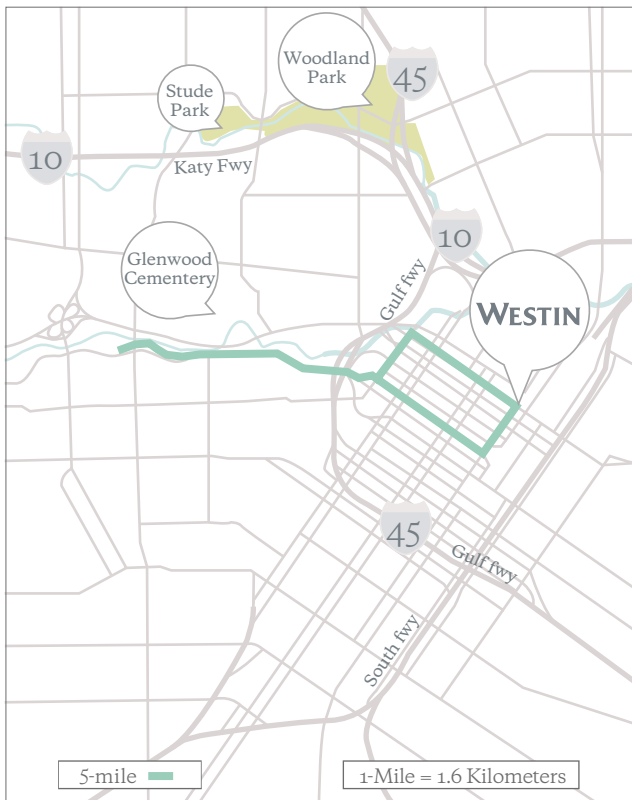 Woodland
Park
45
Stude
Park
10
Katy Fwy
10
Glenwood
Cementery
Gulf fwy
WESTIN
45
Gulf fwy
South fwy
5-mile
1-Mile = 1.6 Kilometers